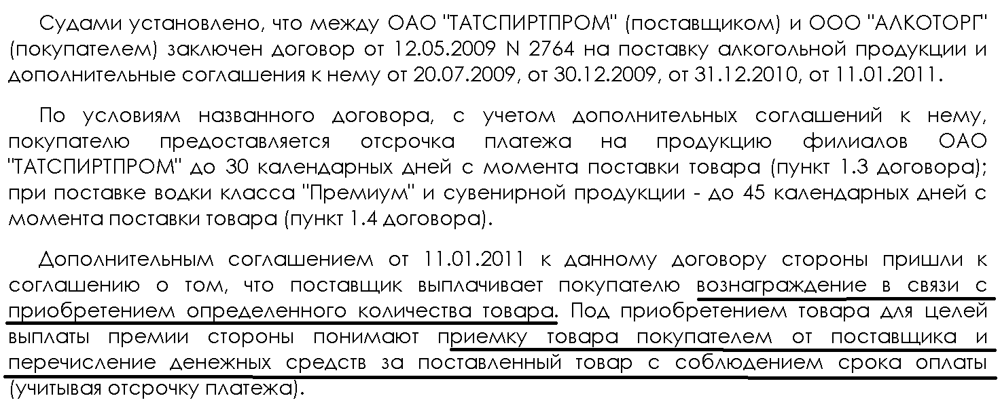 Судами установлено, что между ОАО "ТАТСПИРТПРОМ" (поставщиком) и ООО "АЛКОТОРГ"
(покупателем) заключен договор от 12.05.2009 N 2764 на поставку алкогольной продукции и
дополнительные соглашения к нему от 20.07.2009, от 30.12.2009, от 31.12.2010, от 11.01.2011.
По условиям названного договора, с учетом дополнительных соглашений к нему,
покупателю предоставляется отсрочка платежа на продукцию филиалов ОАО
"ТАТСПИРТПРОМ" до 30 календарных дней с момента поставки товара (пункт 1.3 договора);
при поставке водки класса "Премиум" и сувенирной продукции - до 45 календарных дней с
момента поставки товара (пункт 1.4 договора).
Дополнительным соглашением от 11.01.2011 к данному договору стороны пришли к
соглашению о том, что поставщик выплачивает покупателю вознаграждение в связи с
приобретением определенного количества товара. Под приобретением товара для целей
выплаты премии стороны понимают приемку товара покупателем от поставщика и
перечисление денежных средств за поставленный товар с соблюдением срока оплаты
(учитывая отсрочку платежа).